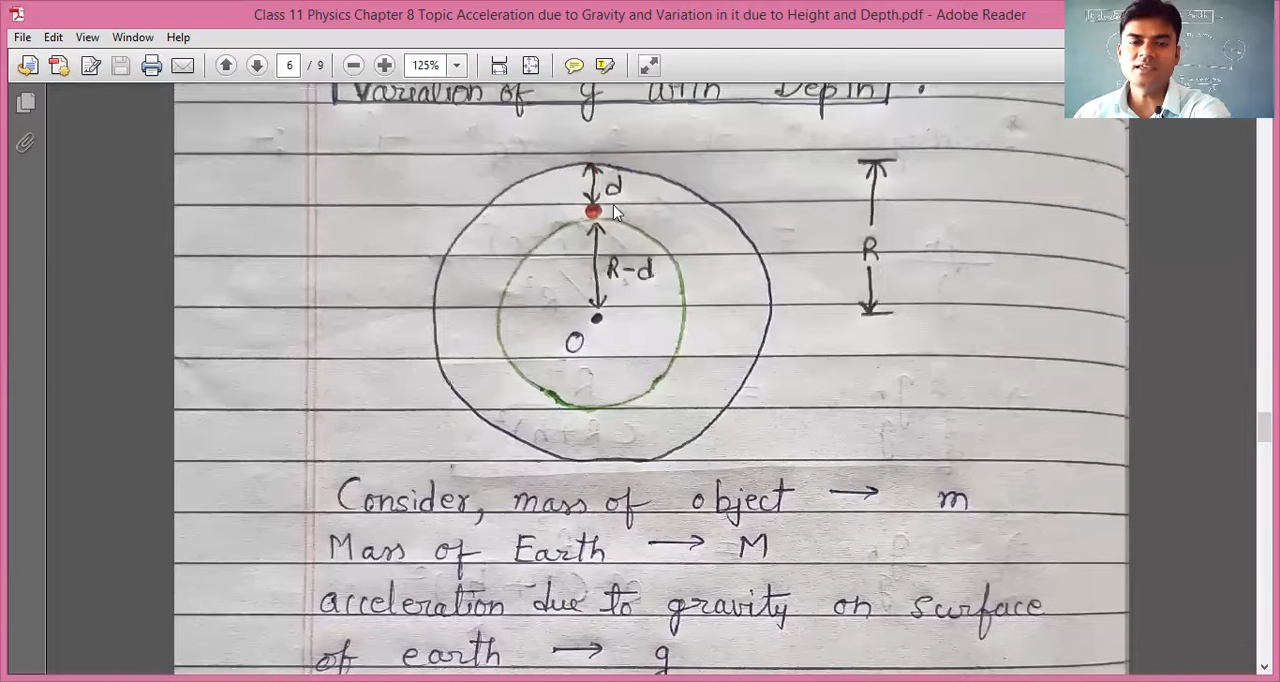 Class 11 Physics Chapter 8 Topic Acceleration due to Gravity and Variation in it due to Height and Depth.pdf - Adobe Reader
File Edit View Window Help
6 / 9 125%
Variation of g with Depth :
d
R-d
R
O
Consider, mass of object → m
Mass of Earth → M
acceleration due to gravity on surface
of earth → g